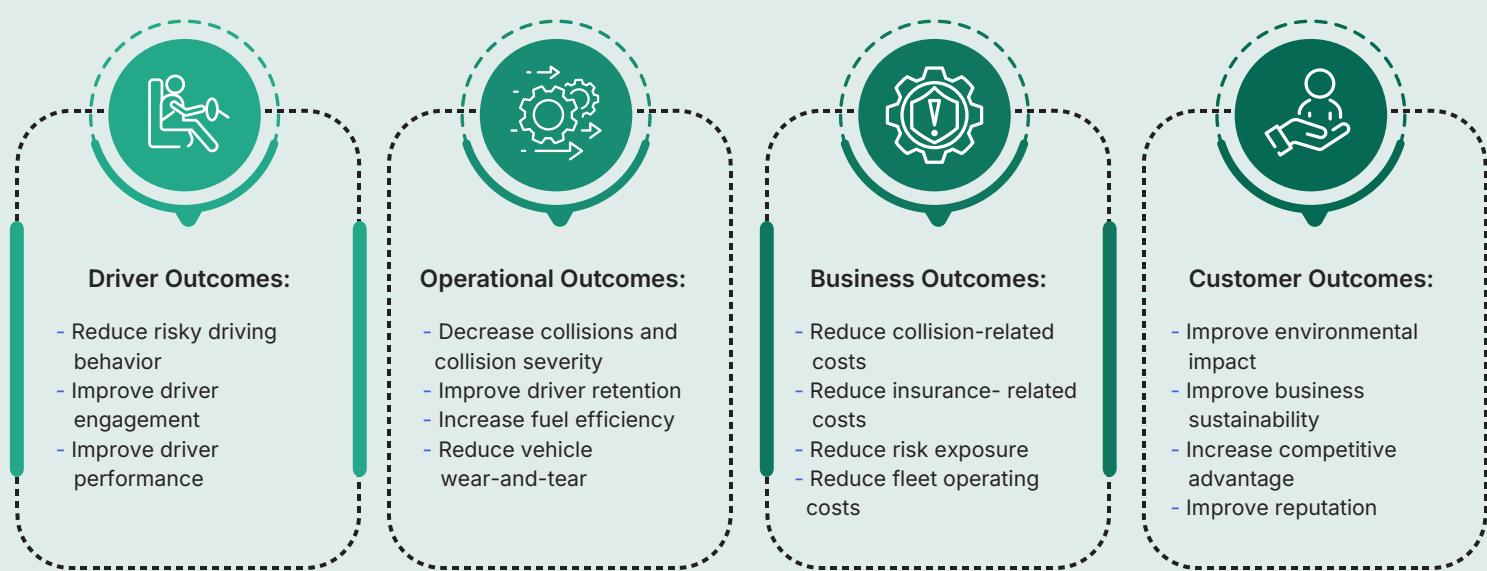 Driver Outcomes:
- Reduce risky driving
behavior
- Improve driver
engagement
- Improve driver
performance
Operational Outcomes:
- Decrease collisions and
collision severity
- Improve driver retention
- Increase fuel efficiency
- Reduce vehicle
wear-and-tear
Business Outcomes:
- Reduce collision-related
costs
- Reduce insurance- related
costs
- Reduce risk exposure
- Reduce fleet operating
costs
Customer Outcomes:
- Improve environmental
impact
- Improve business
sustainability
- Increase competitive
advantage
- Improve reputation